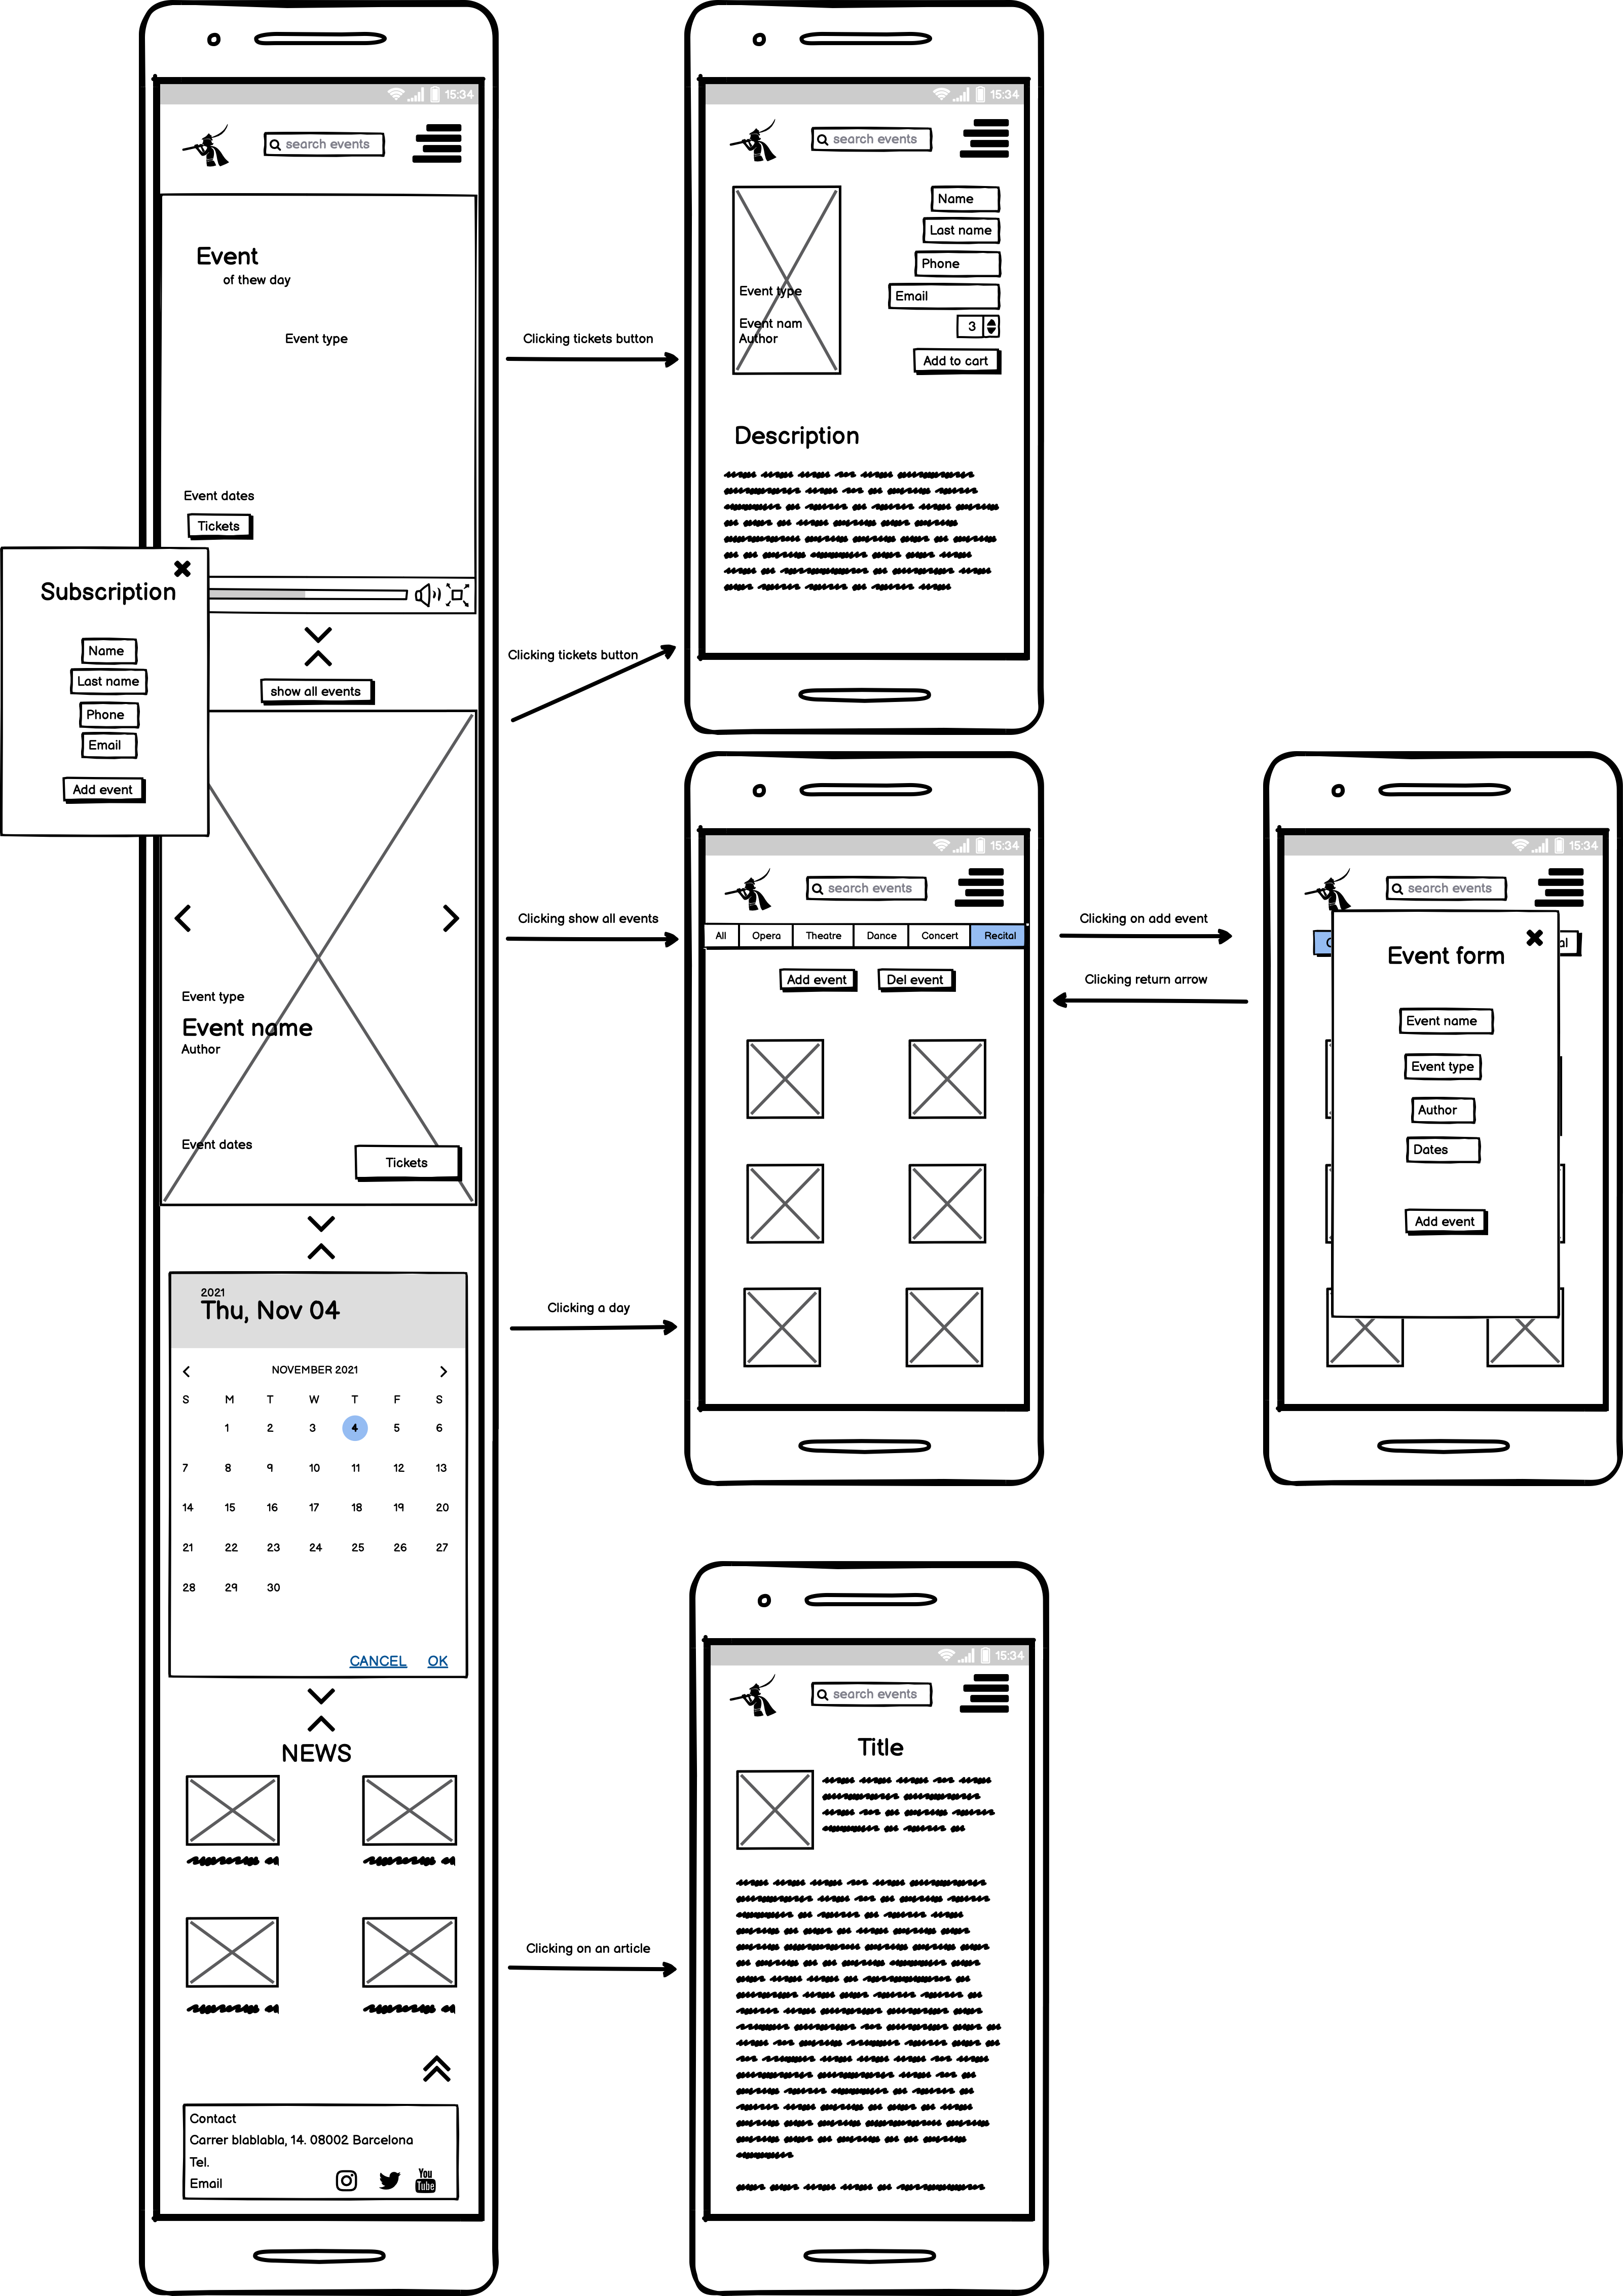 15:34
search events
Event
of thew day
Event type
Event dates
Tickets
Subscription
Name
Last name
Phone
Email
Add event
show all events
Event type
Event name
Author
Event dates
Tickets
2021
Thu, Nov 04
NOVEMBER 2021
S M T W T F S
1 2 3 4 5 6
7 8 9 10 11 12 13
14 15 16 17 18 19 20
21 22 23 24 25 26 27
28 29 30
CANCEL OK
NEWS
Contact
Carrer blablabla, 14. 08002 Barcelona
Tel.
Email
You
Tube
Clicking tickets button
Clicking tickets button
Clicking show all events
Clicking a day
Clicking on an article
15:34
search events
Name
Last name
Phone
Email
3
Add to cart
Event type
Event nam
Author
Description
15:34
search events
All Opera Theatre Dance Concert Recital
Add event Del event
Clicking on add event
Clicking return arrow
15:34
search events
al
Event form
Event name
Event type
Author
Dates
Add event
15:34
search events
Title